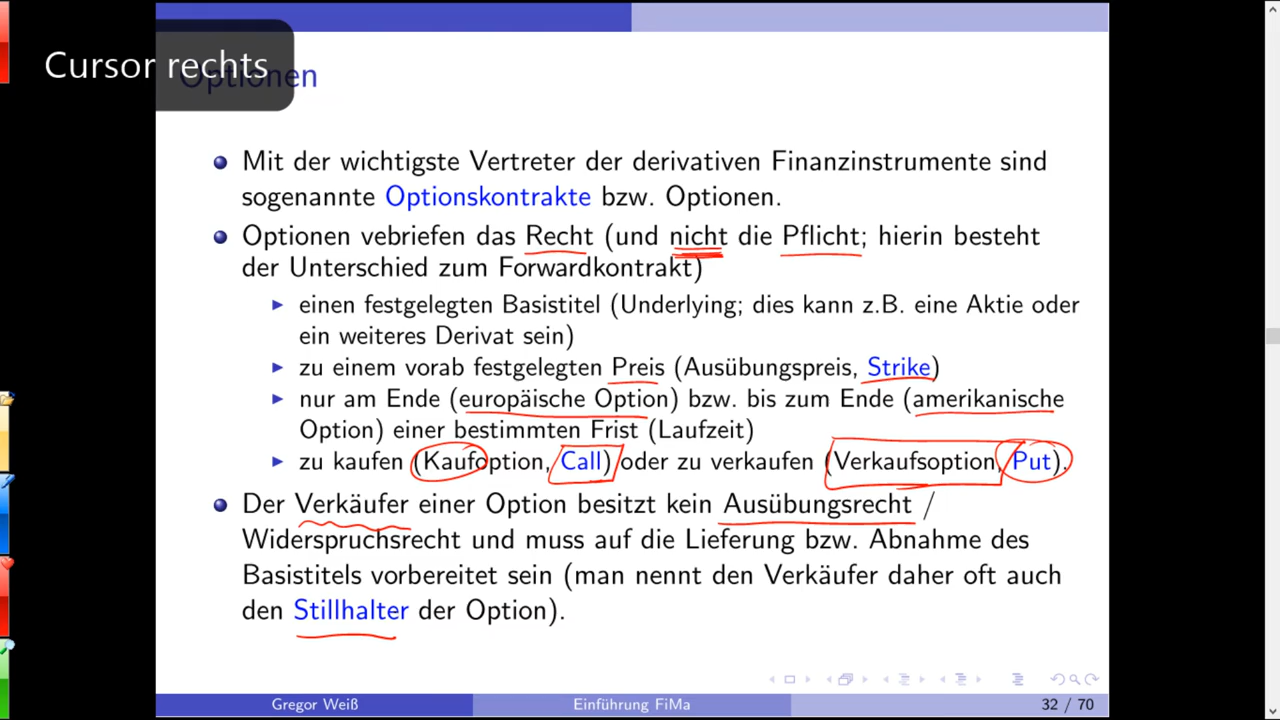 Cursor rechts
Optionen
Mit der wichtigste Vertreter der derivativen Finanzinstrumente sind
sogenannte Optionskontrakte bzw. Optionen.
Optionen vebriefen das Recht (und nicht die Pflicht; hierin besteht
der Unterschied zum Forwardkontrakt)
einen festgelegten Basistitel (Underlying; dies kann z.B. eine Aktie oder
ein weiteres Derivat sein)
zu einem vorab festgelegten Preis (Ausübungspreis, Strike)
nur am Ende (europäische Option) bzw. bis zum Ende (amerikanische
Option) einer bestimmten Frist (Laufzeit)
zu kaufen (Kaufoption, Call) oder zu verkaufen (Verkaufsoption, Put).
Der Verkäufer einer Option besitzt kein Ausübungsrecht /
Widerspruchsrecht und muss auf die Lieferung bzw. Abnahme des
Basistitels vorbereitet sein (man nennt den Verkäufer daher oft auch
den Stillhalter der Option).
Gregor Weiß Einführung FiMa 32 / 70